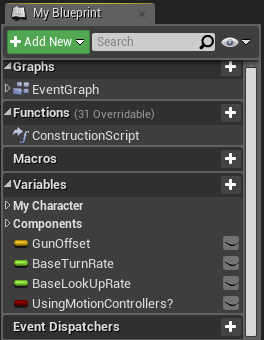 My Blueprint
Add New Search
Graphs
EventGraph
Functions (31 Overridable)
ConstructionScript
Macros
Variables
My Character
Components
GunOffset
BaseTurnRate
BaseLookUpRate
UsingMotionControllers?
Event Dispatchers